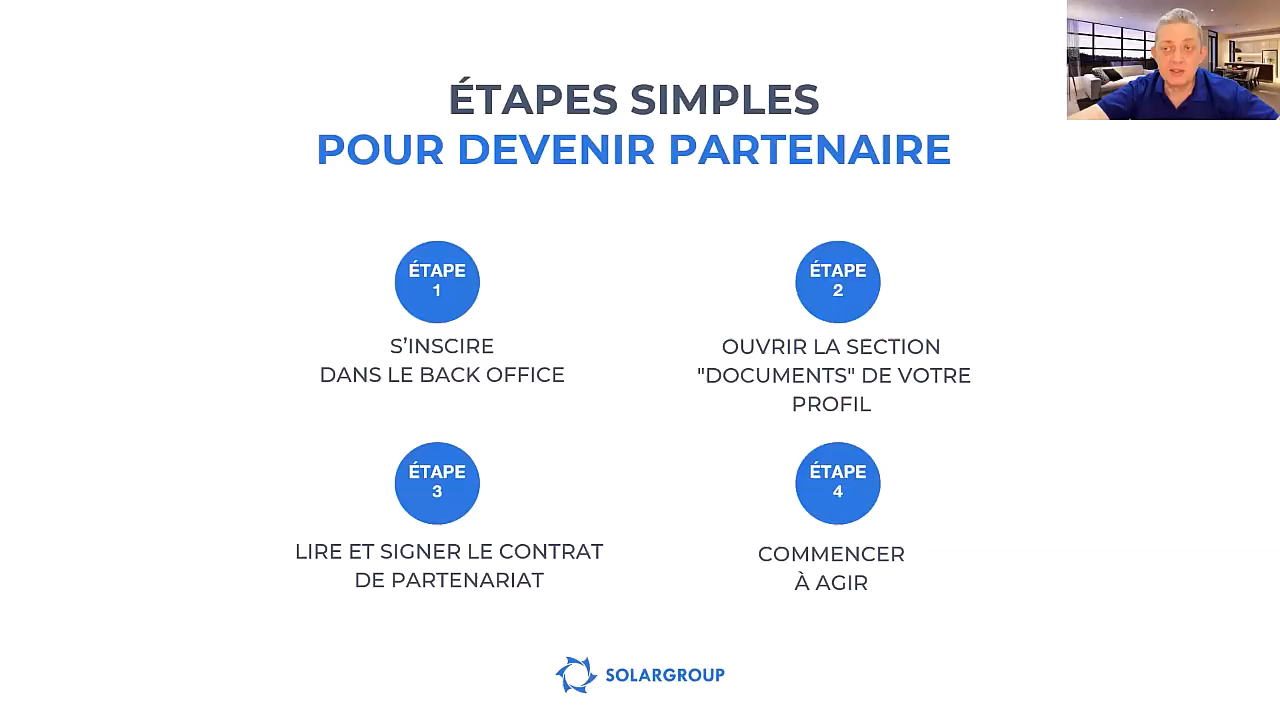 ÉTAPES SIMPLES
POUR DEVENIR PARTENAIRE
ÉTAPE
1
S'INSCIRE
DANS LE BACK OFFICE
ÉTAPE
2
OUVRIR LA SECTION
"DOCUMENTS" DE VOTRE
PROFIL
ÉTAPE
3
LIRE ET SIGNER LE CONTRAT
DE PARTENARIAT
ÉTAPE
4
COMMENCER
À AGIR
SOLARGROUP